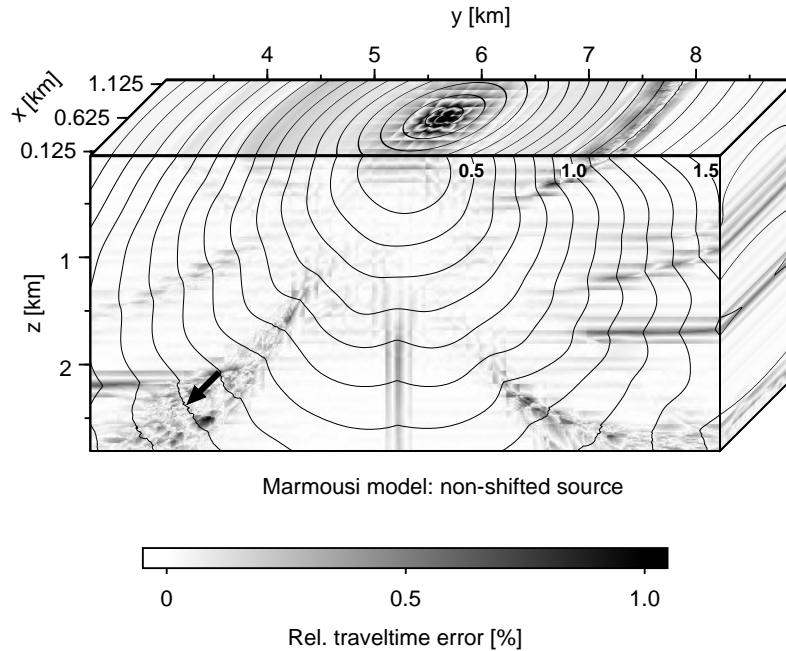 y [km]
4 5 6 7 8
x [km]
1.125
0.625
0.125
0.5 1.0 1.5
z [km]
1
2
Marmousi model: non-shifted source
0 0.5 1.0
Rel. traveltime error [%]